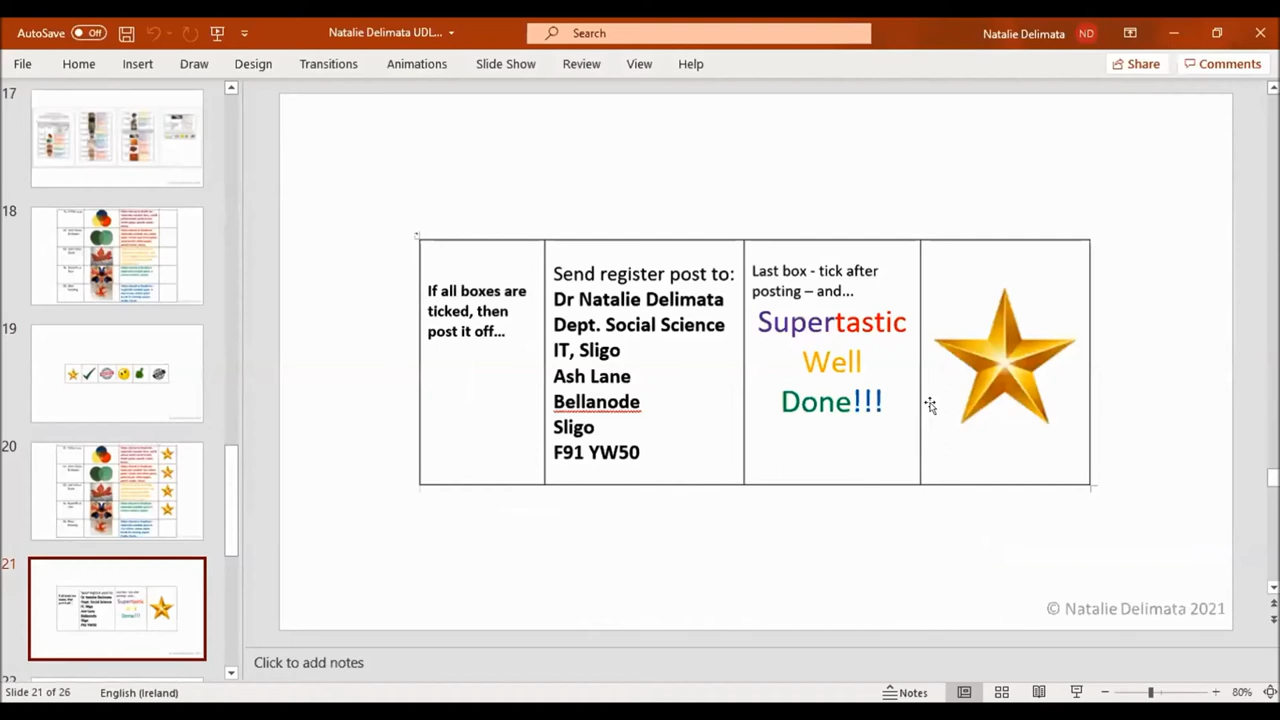 AutoSave Off
Natalie Delimata UDL...
Search
Natalie Delimata ND
File Home Insert Draw Design Transitions Animations Slide Show Review View Help Share Comments
17
18
19
20
21
If all boxes are
ticked, then
post it off...
Send register post to:
Dr Natalie Delimata
Dept. Social Science
IT, Sligo
Ash Lane
Bellanode
Sligo
F91 YW50
Last box - tick after
posting – and...
Supertastic
Well
Done!!!
© Natalie Delimata 2021
Click to add notes
Slide 21 of 26 English (Ireland) Notes 80%